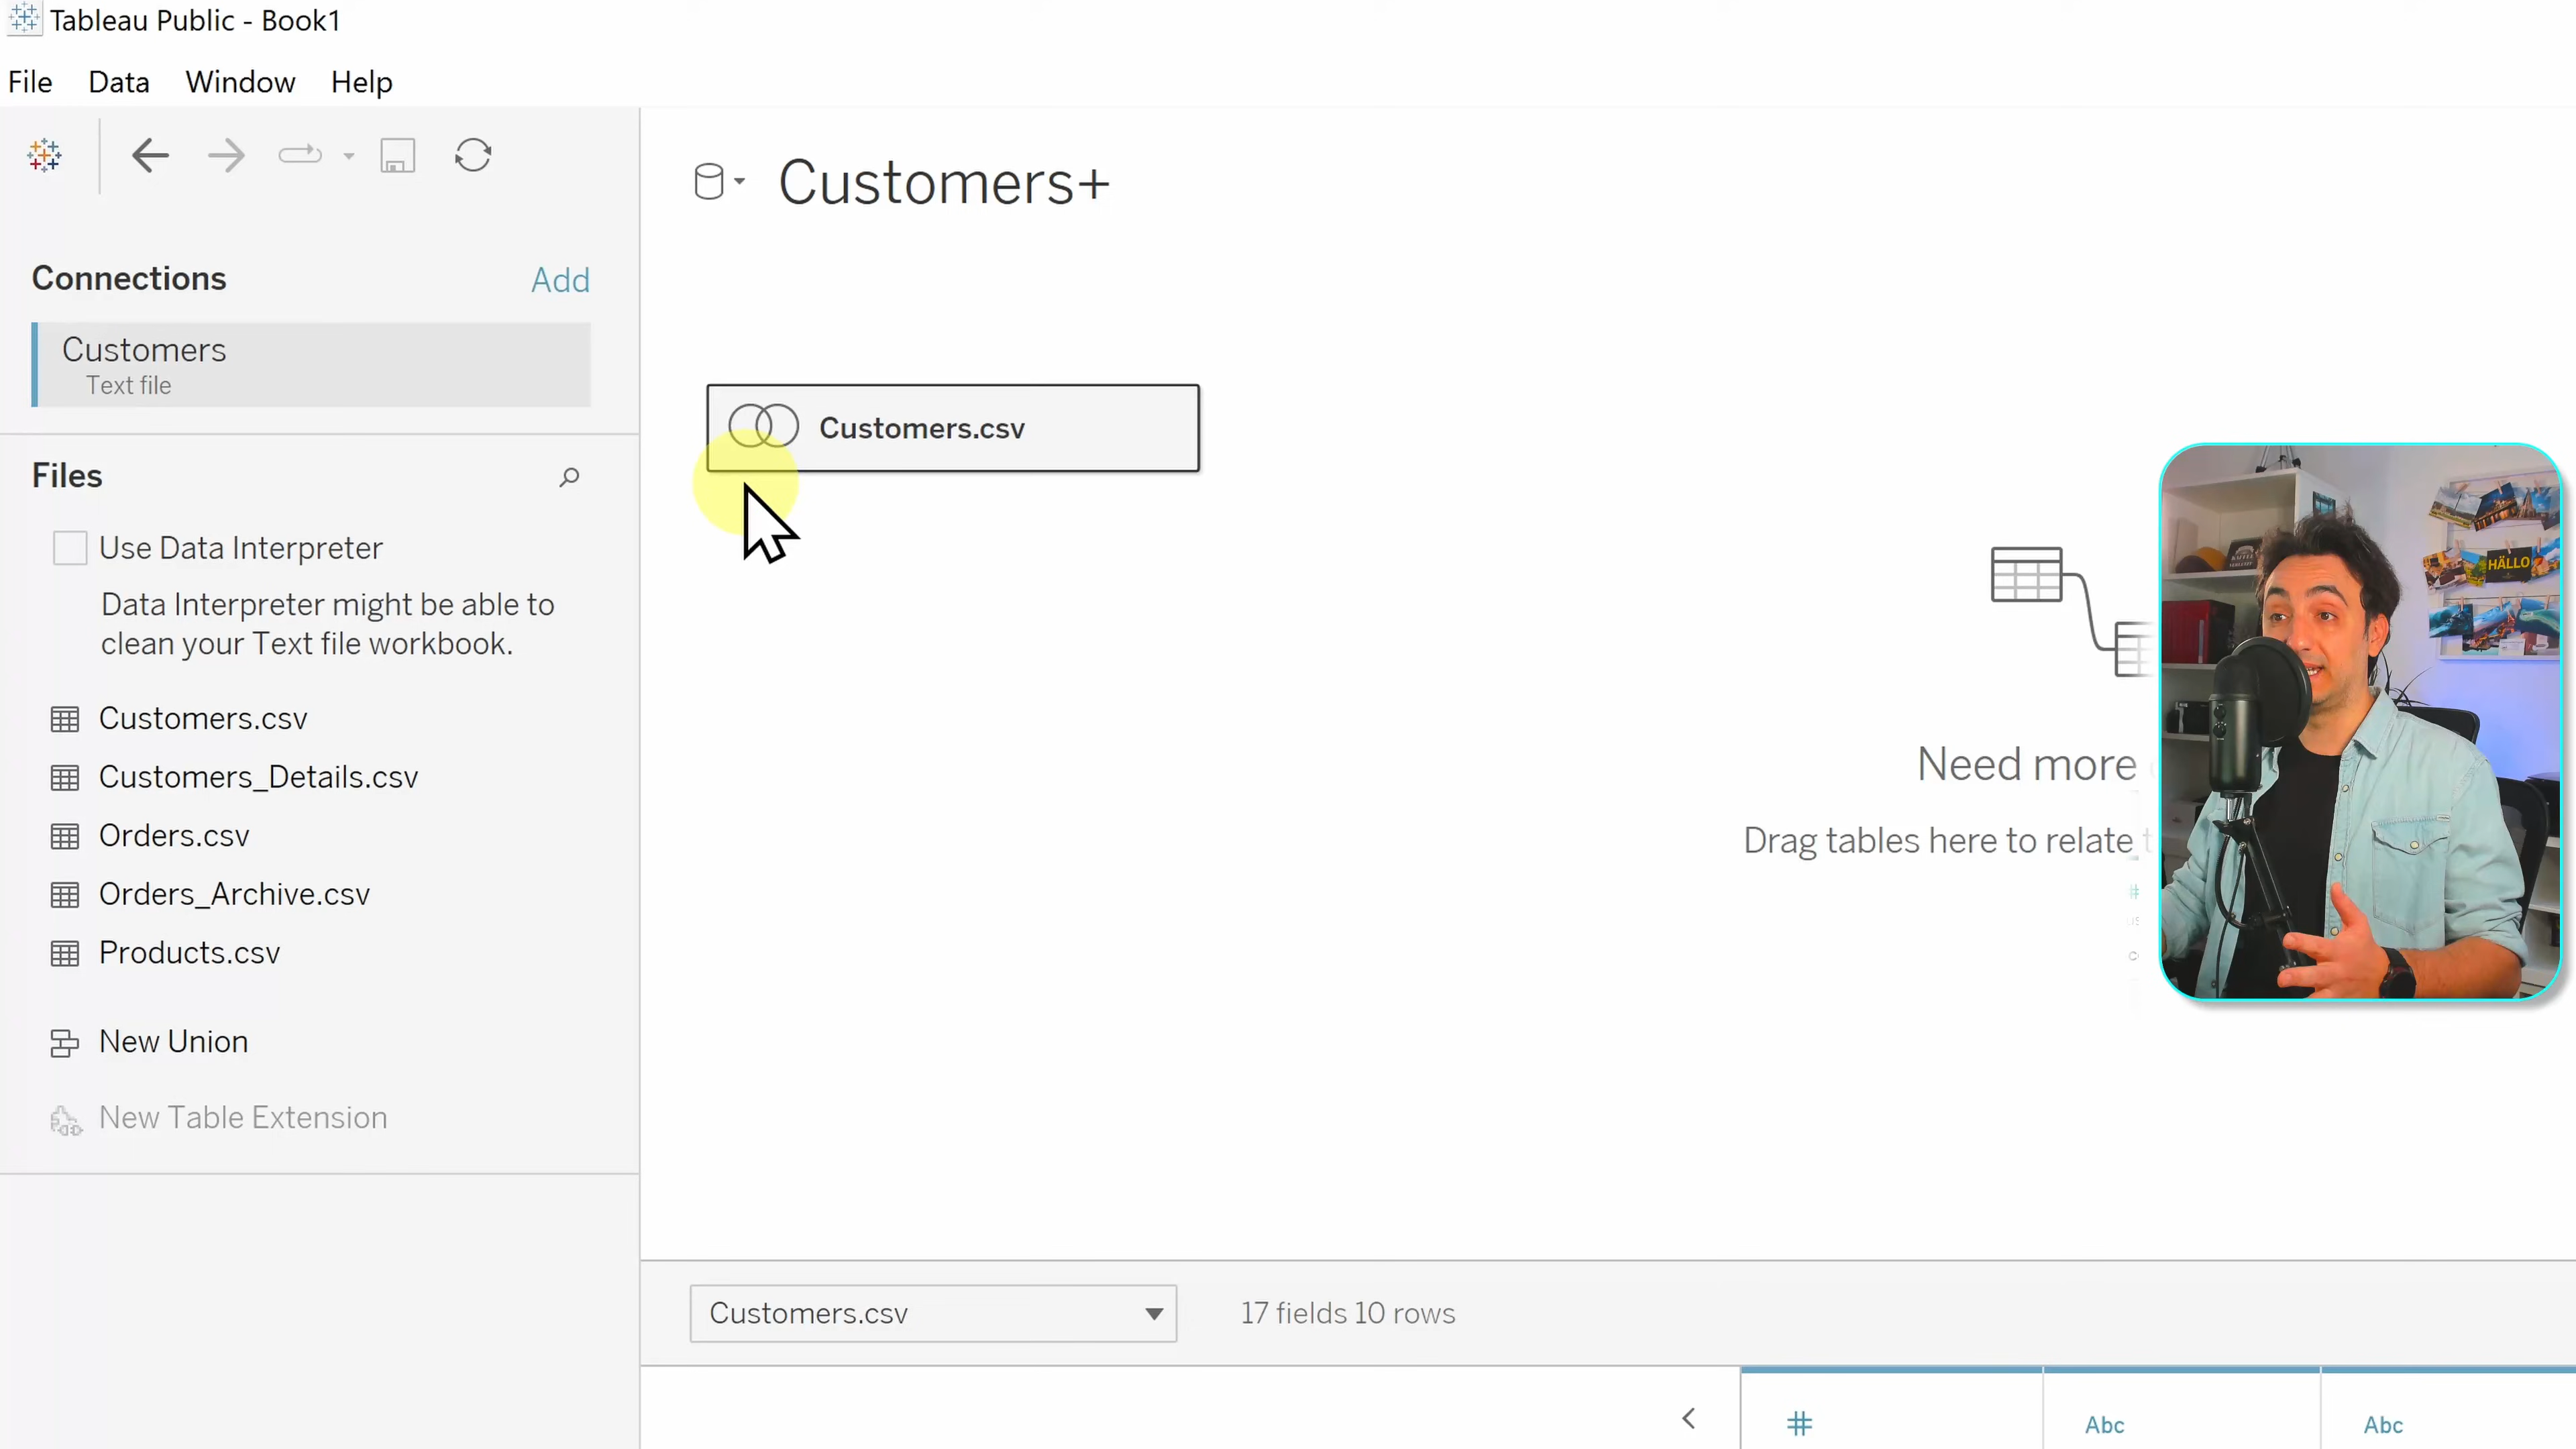 Tableau Public - Book1
File Data Window Help
Customers+
Connections Add
Customers
Text file
Customers.csv
Files
Use Data Interpreter
Data Interpreter might be able to
clean your Text file workbook.
Customers.csv
Customers_Details.csv
Orders.csv
Orders_Archive.csv
Products.csv
New Union
New Table Extension
HÄLLO
Need more
Drag tables here to relate
Customers.csv 17 fields 10 rows
# Abc Abc